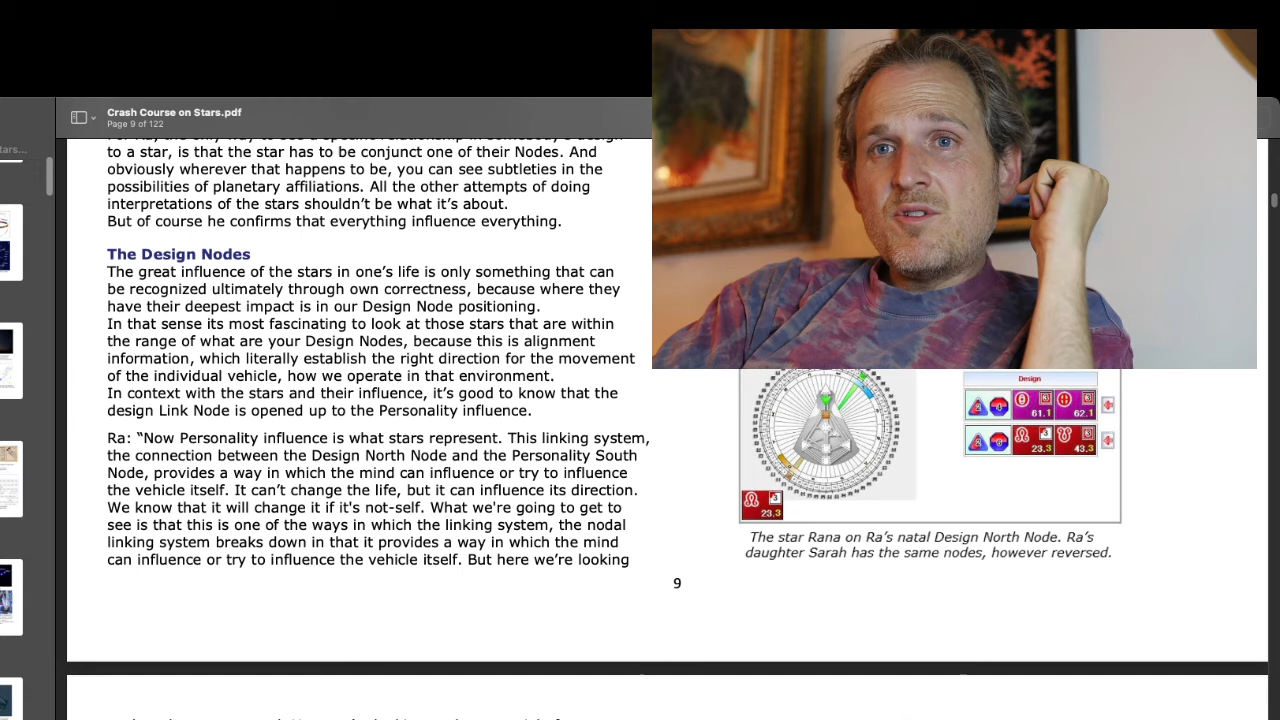 Crash Course on Stars.pdf
Page 9 of 122
tars...
to a star, is that the star has to be conjunct one of their Nodes. And
obviously wherever that happens to be, you can see subtleties in the
possibilities of planetary affiliations. All the other attempts of doing
interpretations of the stars shouldn't be what it's about.
But of course he confirms that everything influence everything.
The Design Nodes
The great influence of the stars in one's life is only something that can
be recognized ultimately through own correctness, because where they
have their deepest impact is in our Design Node positioning.
In that sense its most fascinating to look at those stars that are within
the range of what are your Design Nodes, because this is alignment
information, which literally establish the right direction for the movement
of the individual vehicle, how we operate in that environment.
In context with the stars and their influence, it's good to know that the
design Link Node is opened up to the Personality influence.
Ra: "Now Personality influence is what stars represent. This linking system,
the connection between the Design North Node and the Personality South
Node, provides a way in which the mind can influence or try to influence
the vehicle itself. It can't change the life, but it can influence its direction.
We know that it will change it if it's not-self. What we're going to get to
see is that this is one of the ways in which the linking system, the nodal
linking system breaks down in that it provides a way in which the mind
can influence or try to influence the vehicle itself. But here we're looking
Design
2 4 3 61.1 3 62.1
2 3 3 23.3 3 43.3
3 23.3
The star Rana on Ra's natal Design North Node. Ra's
daughter Sarah has the same nodes, however reversed.
9